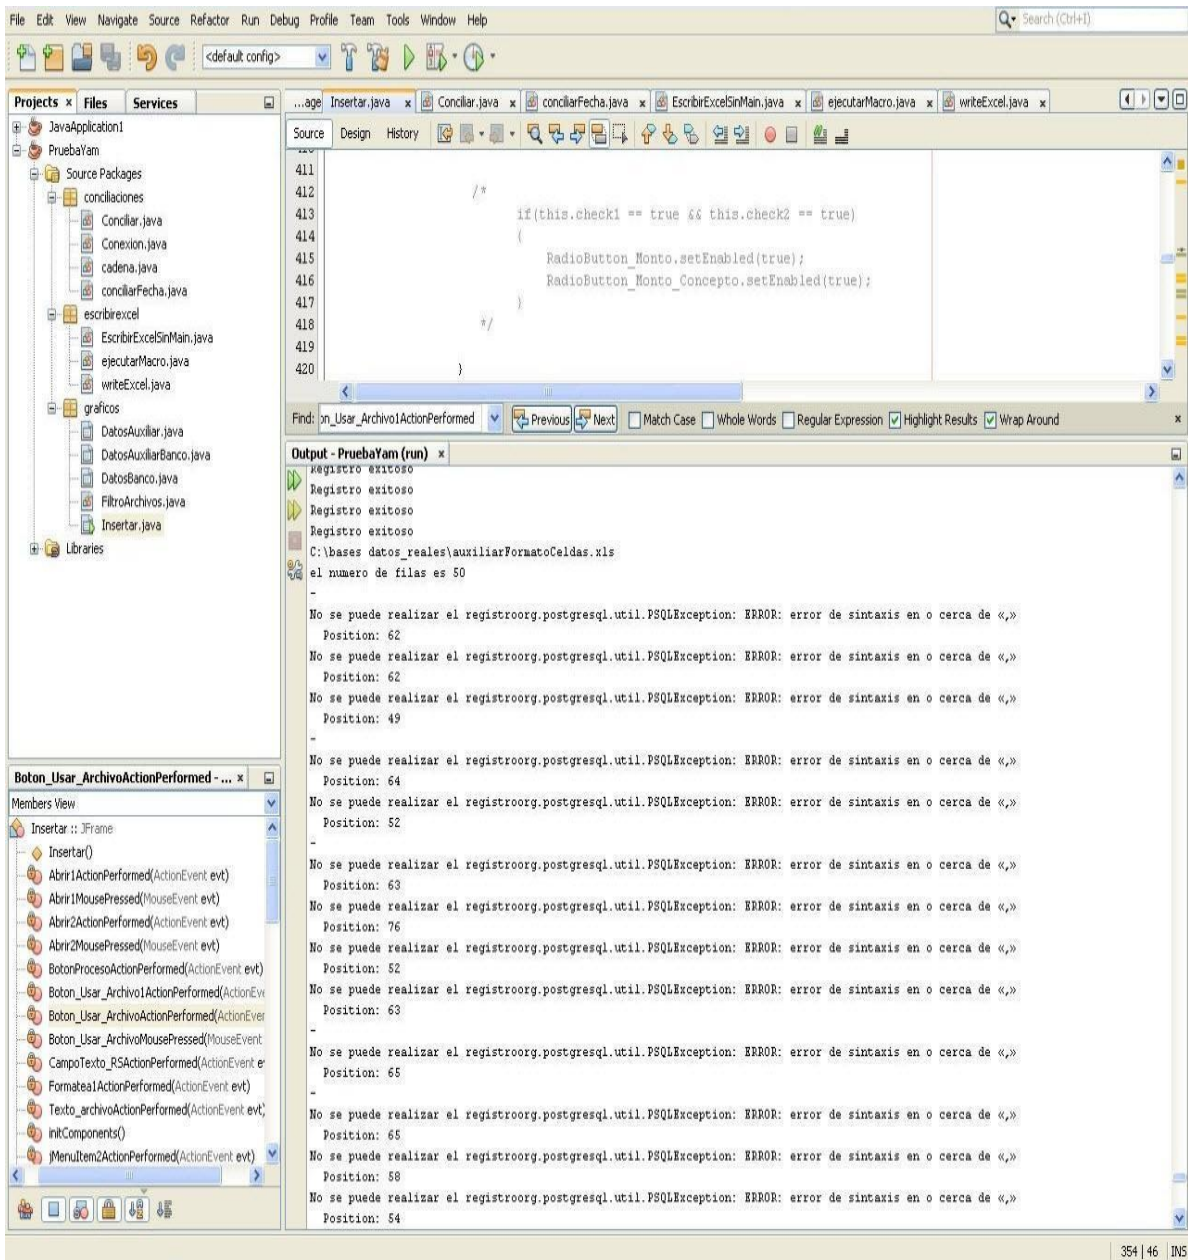 File Edit View Navigate Source Refactor Run Debug Profile Team Tools Window Help
Search (Ctrl+I)
<default config>
Projects x Files Services
JavaApplication1
PruebaYam
Source Packages
conciliaciones
Conciliar.java
Conexion.java
cadena.java
conciliarFecha.java
escribirexcel
EscribirExcelSinMain.java
ejecutarMacro.java
writeExcel.java
graficos
DatosAuxiliar.java
DatosAuxiliarBanco.java
DatosBanco.java
FiltroArchivos.java
Insertar.java
Libraries
...age Insertar.java x Conciliar.java x conciliarFecha.java x EscribirExcelSinMain.java x ejecutarMacro.java x writeExcel.java x
Source Design History
411
412 /*
413 if(this.check1 == true && this.check2 == true)
414 {
415 RadioButton_Monto.setEnabled(true);
416 RadioButton_Monto_Concepto.setEnabled(true);
417 }
418 */
419
420 }
Find: on_Usar_Archivo1ActionPerformed Previous Next Match Case Whole Words Regular Expression Highlight Results Wrap Around x
Output - PruebaYam (run) x
Registro exitoso
Registro exitoso
Registro exitoso
Registro exitoso
C:\bases datos_reales\auxiliarFormatoCeldas.xls
el numero de filas es 50
-
No se puede realizar el registroorg.postgresql.util.PSQLException: ERROR: error de sintaxis en o cerca de «,»
Position: 62
No se puede realizar el registroorg.postgresql.util.PSQLException: ERROR: error de sintaxis en o cerca de «,»
Position: 62
No se puede realizar el registroorg.postgresql.util.PSQLException: ERROR: error de sintaxis en o cerca de «,»
Position: 49
-
No se puede realizar el registroorg.postgresql.util.PSQLException: ERROR: error de sintaxis en o cerca de «,»
Position: 64
No se puede realizar el registroorg.postgresql.util.PSQLException: ERROR: error de sintaxis en o cerca de «,»
Position: 52
-
No se puede realizar el registroorg.postgresql.util.PSQLException: ERROR: error de sintaxis en o cerca de «,»
Position: 63
No se puede realizar el registroorg.postgresql.util.PSQLException: ERROR: error de sintaxis en o cerca de «,»
Position: 76
No se puede realizar el registroorg.postgresql.util.PSQLException: ERROR: error de sintaxis en o cerca de «,»
Position: 52
No se puede realizar el registroorg.postgresql.util.PSQLException: ERROR: error de sintaxis en o cerca de «,»
Position: 63
-
No se puede realizar el registroorg.postgresql.util.PSQLException: ERROR: error de sintaxis en o cerca de «,»
Position: 65
-
No se puede realizar el registroorg.postgresql.util.PSQLException: ERROR: error de sintaxis en o cerca de «,»
Position: 65
No se puede realizar el registroorg.postgresql.util.PSQLException: ERROR: error de sintaxis en o cerca de «,»
Position: 58
No se puede realizar el registroorg.postgresql.util.PSQLException: ERROR: error de sintaxis en o cerca de «,»
Position: 54
Boton_Usar_ArchivoActionPerformed - ... x
Members View
Insertar :: JFrame
Insertar()
Abrir1ActionPerformed(ActionEvent evt)
Abrir1MousePressed(MouseEvent evt)
Abrir2ActionPerformed(ActionEvent evt)
Abrir2MousePressed(MouseEvent evt)
BotonProcesoActionPerformed(ActionEvent evt)
Boton_Usar_Archivo1ActionPerformed(ActionEve
Boton_Usar_ArchivoActionPerformed(ActionEver
Boton_Usar_ArchivoMousePressed(MouseEvent
CampoTexto_RSActionPerformed(ActionEvent e
Formatea1ActionPerformed(ActionEvent evt)
Texto_archivoActionPerformed(ActionEvent evt)
initComponents()
jMenuItem2ActionPerformed(ActionEvent evt)
354 | 46 INS